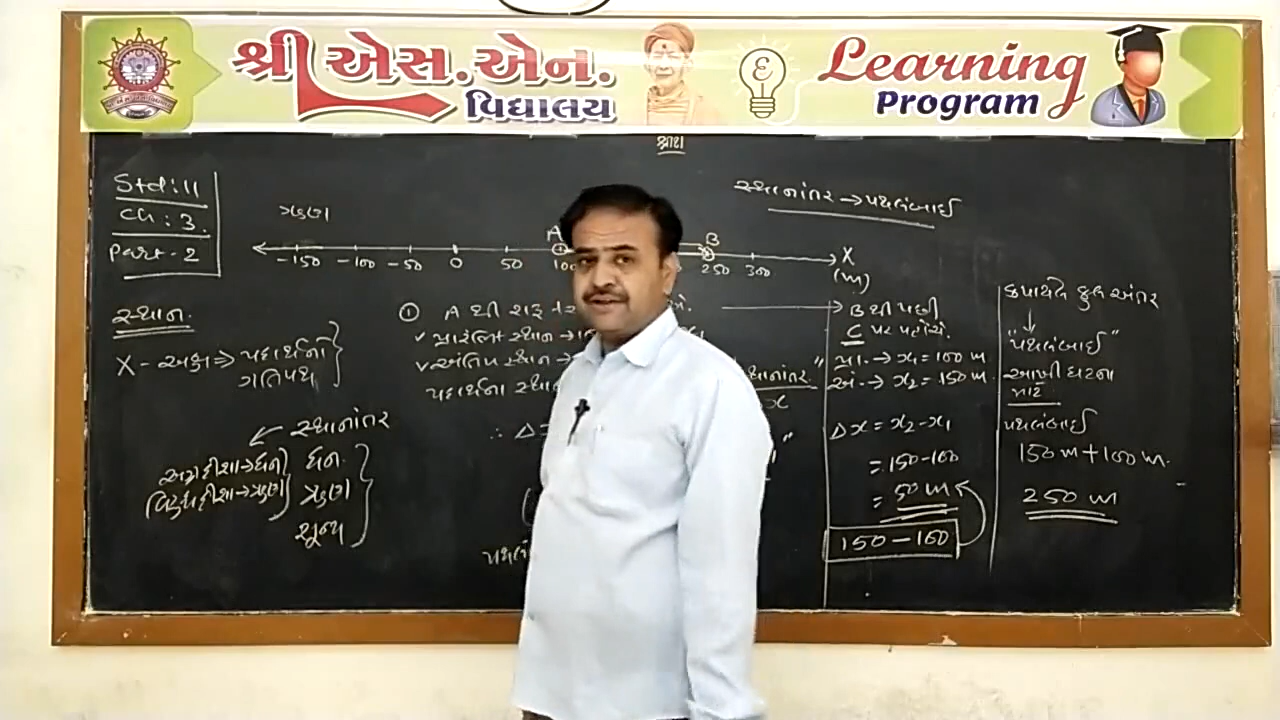 શ્રી એસ.એન. વિદ્યાલય
Learning Program
શ્રીરામ
Std:11
Ch:3.
Part-2
સ્થાનાંતર → પથલંબાઈ
ઋણ
A B X
-150 -100 -50 0 50 100 250 300 (m)
સ્થાન.
X-અક્ષ ⇒ પદાર્થનો
ગતિપથ
સ્થાનાંતર
અગ્રદિશા → ધન
વિરુદ્ધ દિશા → ઋણ
ધન
ઋણ
શૂન્ય
① A થી શરૂ
પ્રારંભિક સ્થાન →
અંતિમ સ્થાન →
પદાર્થના
સ્થાનાંતર"
x
∴ Δ
→ B થી પછી
C પર પહોંચે.
પ્રા. → x₁ = 100 m
અં. → x₂ = 150 m
Δx = x₂ - x₁
= 150 - 100
= 50 m
150 - 100
કાપાયેલ કુલ અંતર
"પથલંબાઈ"
આખી ઘટના
માટે
પથલંબાઈ
150 m + 100 m.
250 m